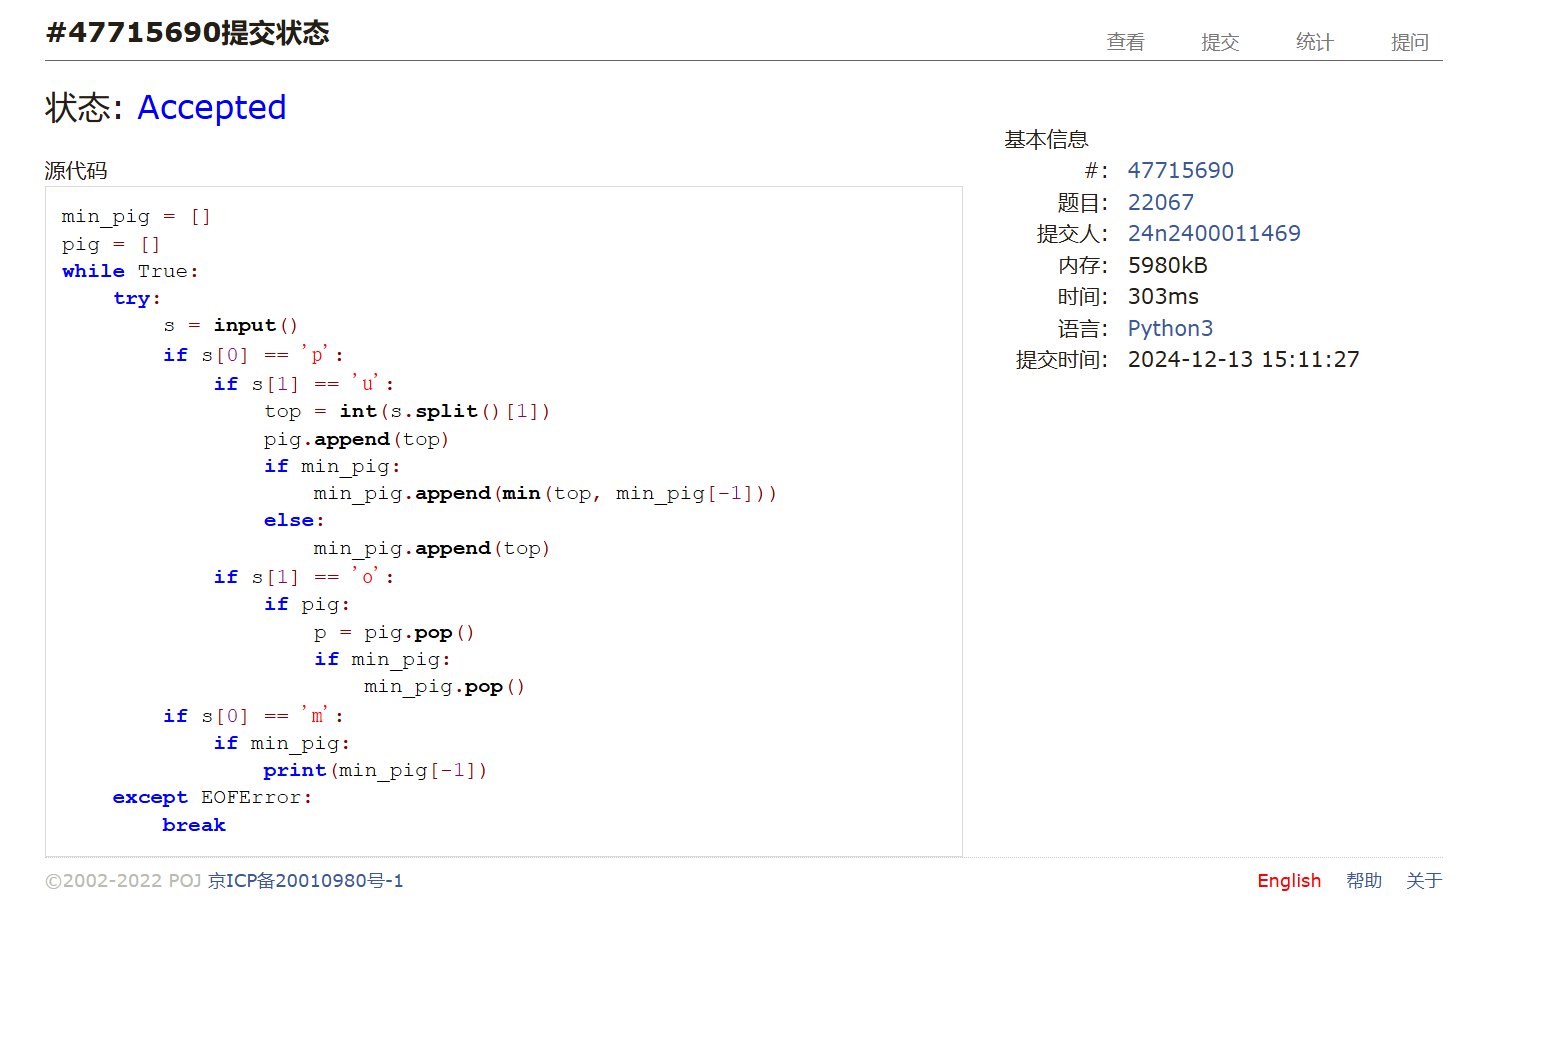 #47715690提交状态
查看 提交 统计 提问
状态: Accepted
源代码
min_pig = []
pig = []
while True:
    try:
        s = input()
        if s[0] == 'p':
            if s[1] == 'u':
                top = int(s.split()[1])
                pig.append(top)
                if min_pig:
                    min_pig.append(min(top, min_pig[-1]))
                else:
                    min_pig.append(top)
            if s[1] == 'o':
                if pig:
                    p = pig.pop()
                    if min_pig:
                        min_pig.pop()
        if s[0] == 'm':
            if min_pig:
                print(min_pig[-1])
    except EOFError:
        break
基本信息
#: 47715690
题目: 22067
提交人: 24n2400011469
内存: 5980kB
时间: 303ms
语言: Python3
提交时间: 2024-12-13 15:11:27
©2002-2022 POJ 京ICP备20010980号-1
English 帮助 关于